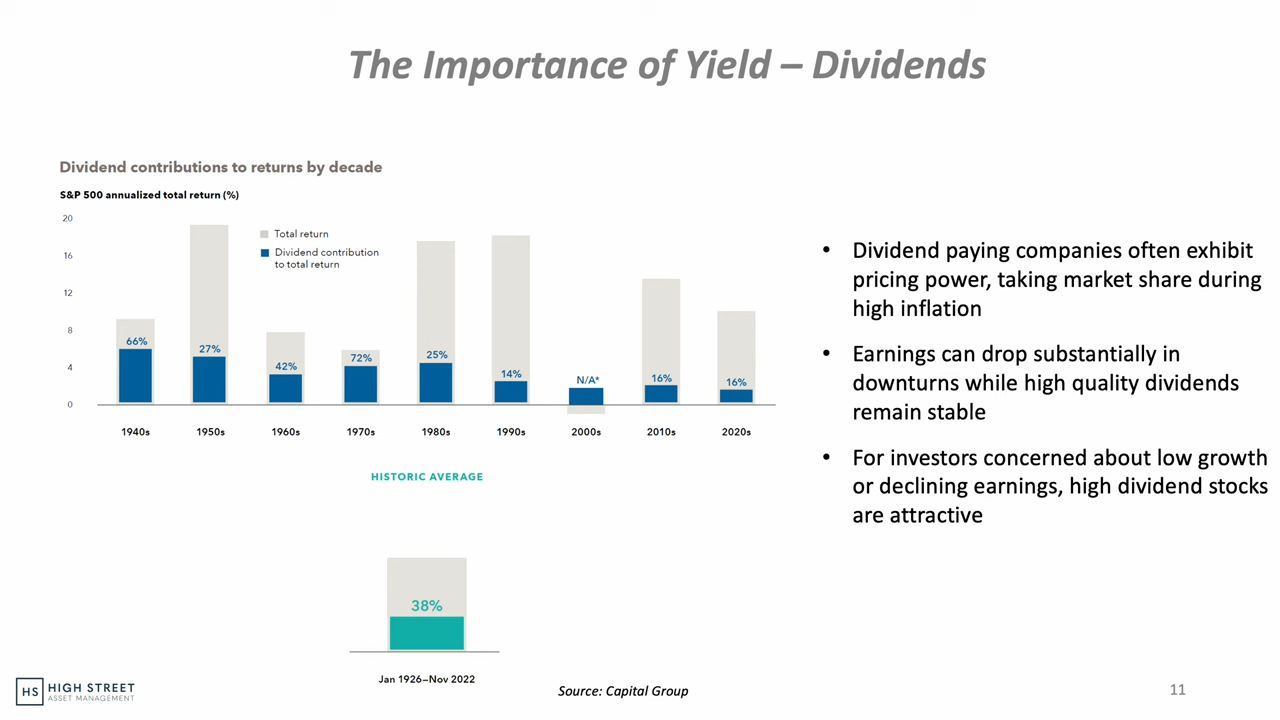 The Importance of Yield – Dividends
Dividend contributions to returns by decade
S&P 500 annualized total return (%)
20
16
12
8
4
0
Total return
Dividend contribution
to total return
66%
27%
42%
72%
25%
14%
N/A*
16%
16%
1940s 1950s 1960s 1970s 1980s 1990s 2000s 2010s 2020s
HISTORIC AVERAGE
38%
Jan 1926–Nov 2022
• Dividend paying companies often exhibit
pricing power, taking market share during
high inflation
• Earnings can drop substantially in
downturns while high quality dividends
remain stable
• For investors concerned about low growth
or declining earnings, high dividend stocks
are attractive
HS HIGH STREET
ASSET MANAGEMENT
Source: Capital Group
11